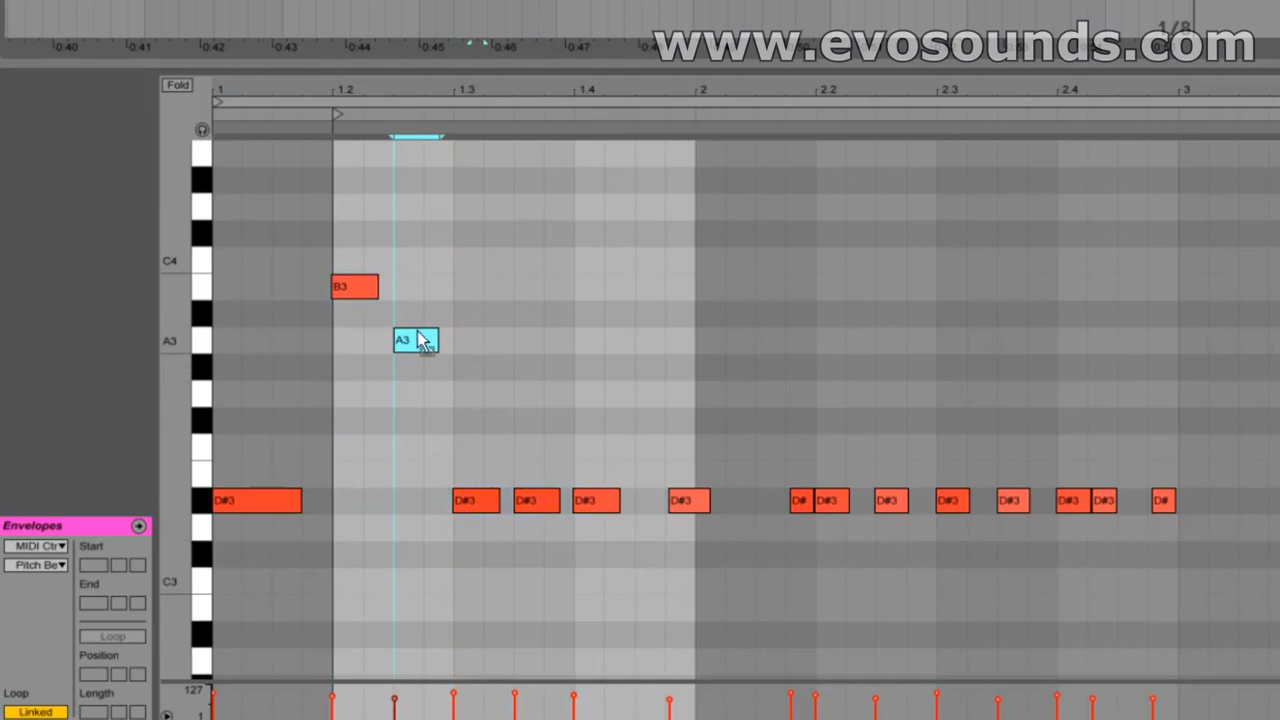 1/8
www.evosounds.com
0:40 0:41 0:42 0:43 0:44 0:45 0:46 0:47
Fold
1 1.2 1.3 1.4 2 2.2 2.3 2.4 3
C4
B3
A3 A3
D#3 D#3 D#3 D#3 D#3 D# D#3 D#3 D#3 D#3 D#3 D#3 D#
Envelopes
MIDI Ctr Start
Pitch Be
End
C3
Loop
Position
Loop Length
127
Linked
1